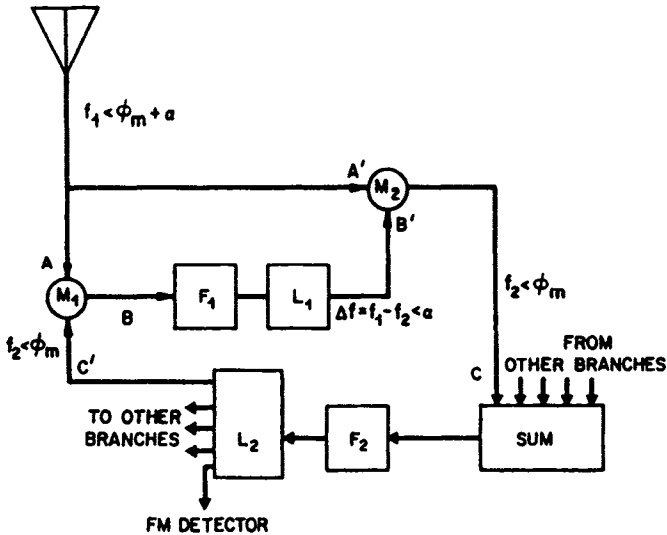 f₁<ϕₘ+α
A'
M₂
B'
A
M₁
B
F₁
L₁
Δf=f₁-f₂<α
f₂<ϕₘ
f₂<ϕₘ
C'
C
FROM
OTHER BRANCHES
TO OTHER
BRANCHES
L₂
F₂
SUM
FM DETECTOR